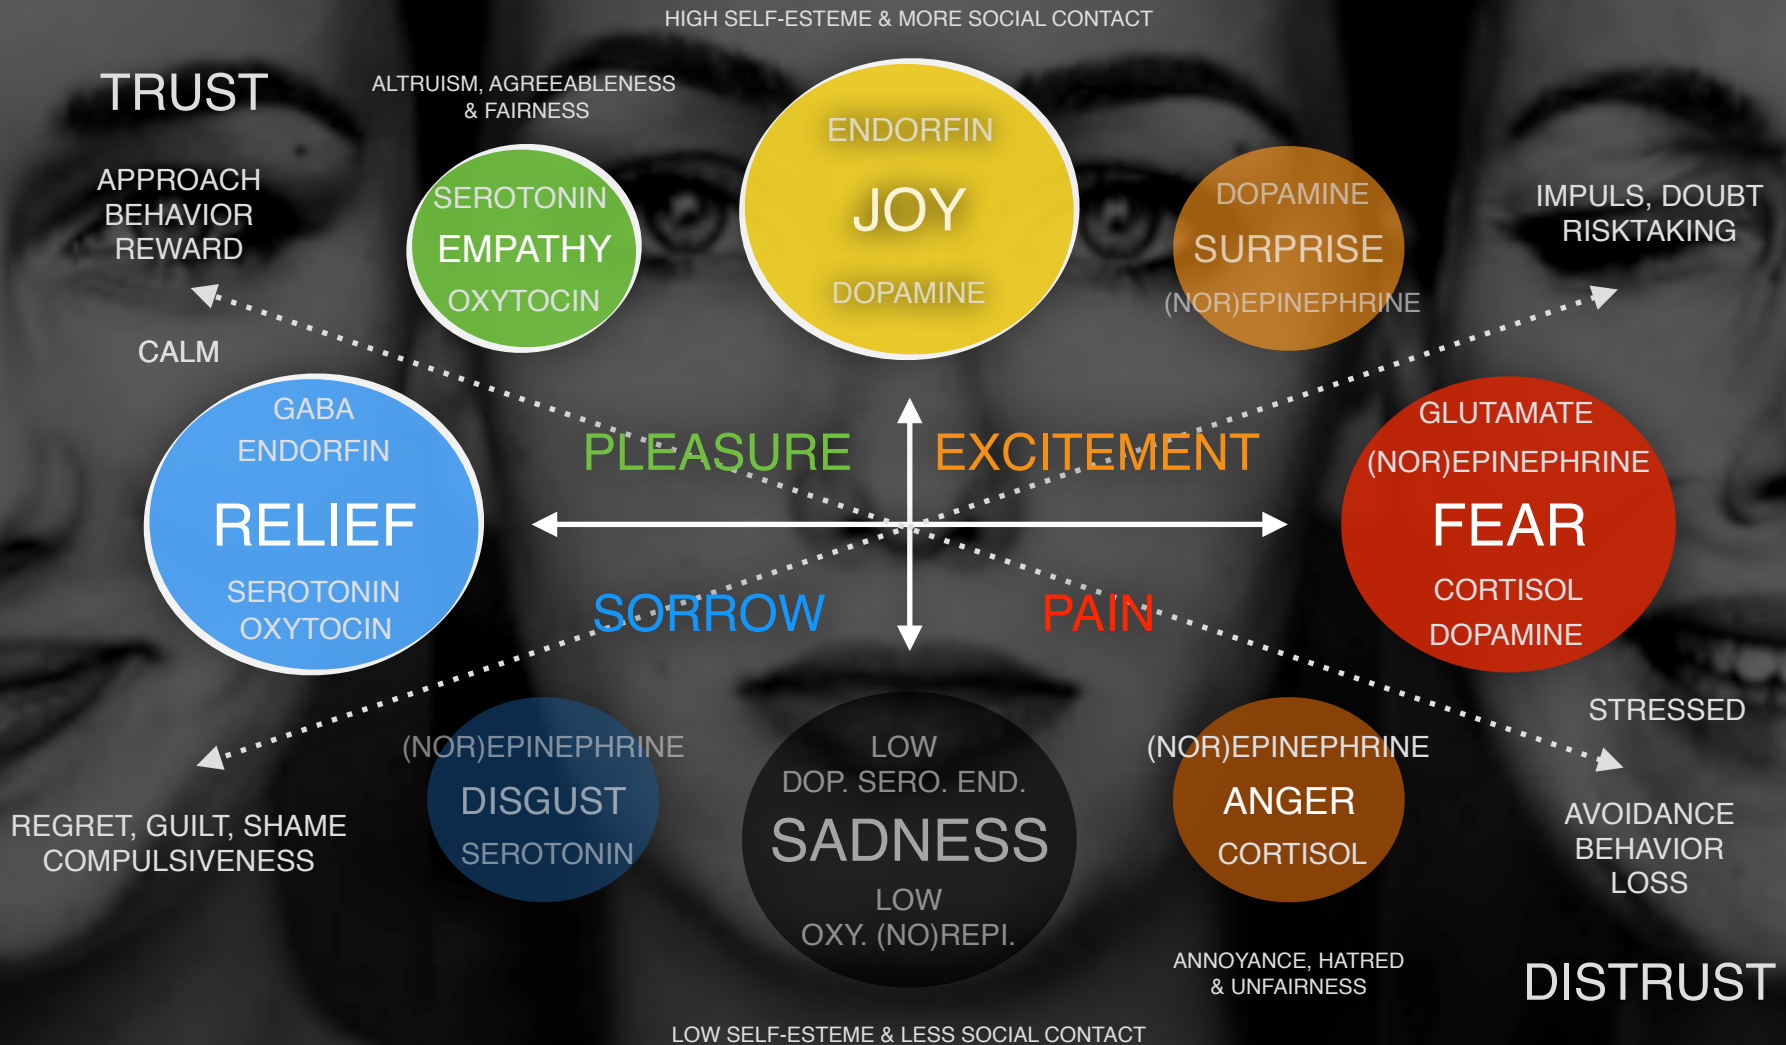 HIGH SELF-ESTEME & MORE SOCIAL CONTACT
TRUST
ALTRUISM, AGREEABLENESS
& FAIRNESS
APPROACH
BEHAVIOR
REWARD
CALM
SEROTONIN
EMPATHY
OXYTOCIN
ENDORFIN
JOY
DOPAMINE
DOPAMINE
SURPRISE
(NOR)EPINEPHRINE
IMPULS, DOUBT
RISKTAKING
GABA
ENDORFIN
RELIEF
SEROTONIN
OXYTOCIN
PLEASURE
EXCITEMENT
SORROW
PAIN
GLUTAMATE
(NOR)EPINEPHRINE
FEAR
CORTISOL
DOPAMINE
STRESSED
REGRET, GUILT, SHAME
COMPULSIVENESS
(NOR)EPINEPHRINE
DISGUST
SEROTONIN
LOW
DOP. SERO. END.
SADNESS
LOW
OXY. (NO)REPI.
(NOR)EPINEPHRINE
ANGER
CORTISOL
AVOIDANCE
BEHAVIOR
LOSS
ANNOYANCE, HATRED
& UNFAIRNESS
DISTRUST
LOW SELF-ESTEME & LESS SOCIAL CONTACT